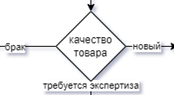 качество
товара
брак
новый
требуется экспертиза